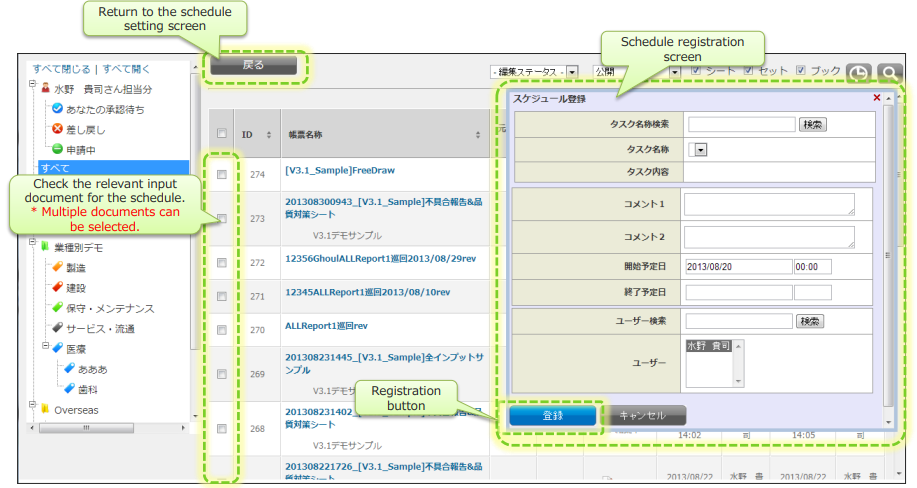 Return to the schedule
setting screen
Schedule registration
screen
すべて閉じる | すべて開く
戻る
- 編集ステータス -
公開
シート
セット
ブック
水野 貴司さん担当分
あなたの承認待ち
差し戻し
申請中
すべて
Check the relevant input
document for the schedule.
* Multiple documents can
be selected.
業種別デモ
製造
建設
保守・メンテナンス
サービス・流通
医療
あああ
歯科
Overseas
ID
帳票名称
元
274
[V3.1_Sample]FreeDraw
273
201308300943_[V3.1_Sample]不具合報告&品
質対策シート
V3.1デモサンプル
272
12356GhoulALLReport1巡回2013/08/29rev
271
12345ALLReport1巡回2013/08/10rev
270
ALLReport1巡回rev
269
201308231445_[V3.1_Sample]全インプットサ
ンプル
V3.1デモサ
268
201308231402_[V3.1_Sample]不具合報告&品
質対策シート
V3.1デモサンプル
201308221726_[V3.1_Sample]不具合報告&品
質対策シート
スケジュール登録
タスク名称検索
検索
タスク名称
タスク内容
コメント1
コメント2
開始予定日
2013/08/20
00:00
終了予定日
ユーザー検索
検索
ユーザー
水野 貴司
Registration
button
登録
キャンセル
14:02
司
14:05
司
2013/08/22
水野 貴
2013/08/22
水野 貴